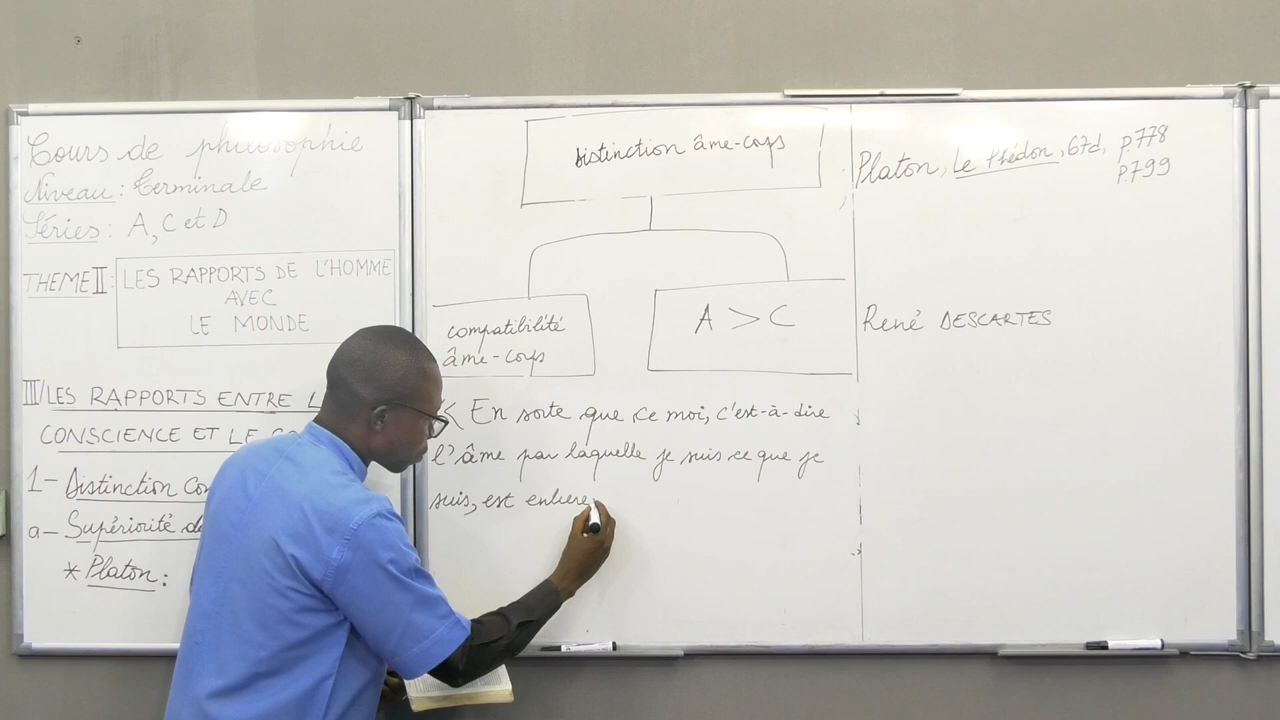 Cours de philosophie
Niveau : Terminale
Séries : A, C et D
THEME II :
LES RAPPORTS DE L'HOMME
AVEC
LE MONDE
III/ LES RAPPORTS ENTRE L
CONSCIENCE ET LE CO
1- Distinction co
a- Supériorité d
* Platon :
Distinction âme-corps
compatibilité
âme-corps
A > C
< En sorte que ce moi, c'est-à-dire
l'âme par laquelle je suis ce que je
suis, est entiere
Platon, Le Phédon, 67d, p.778
p.799
René DESCARTES